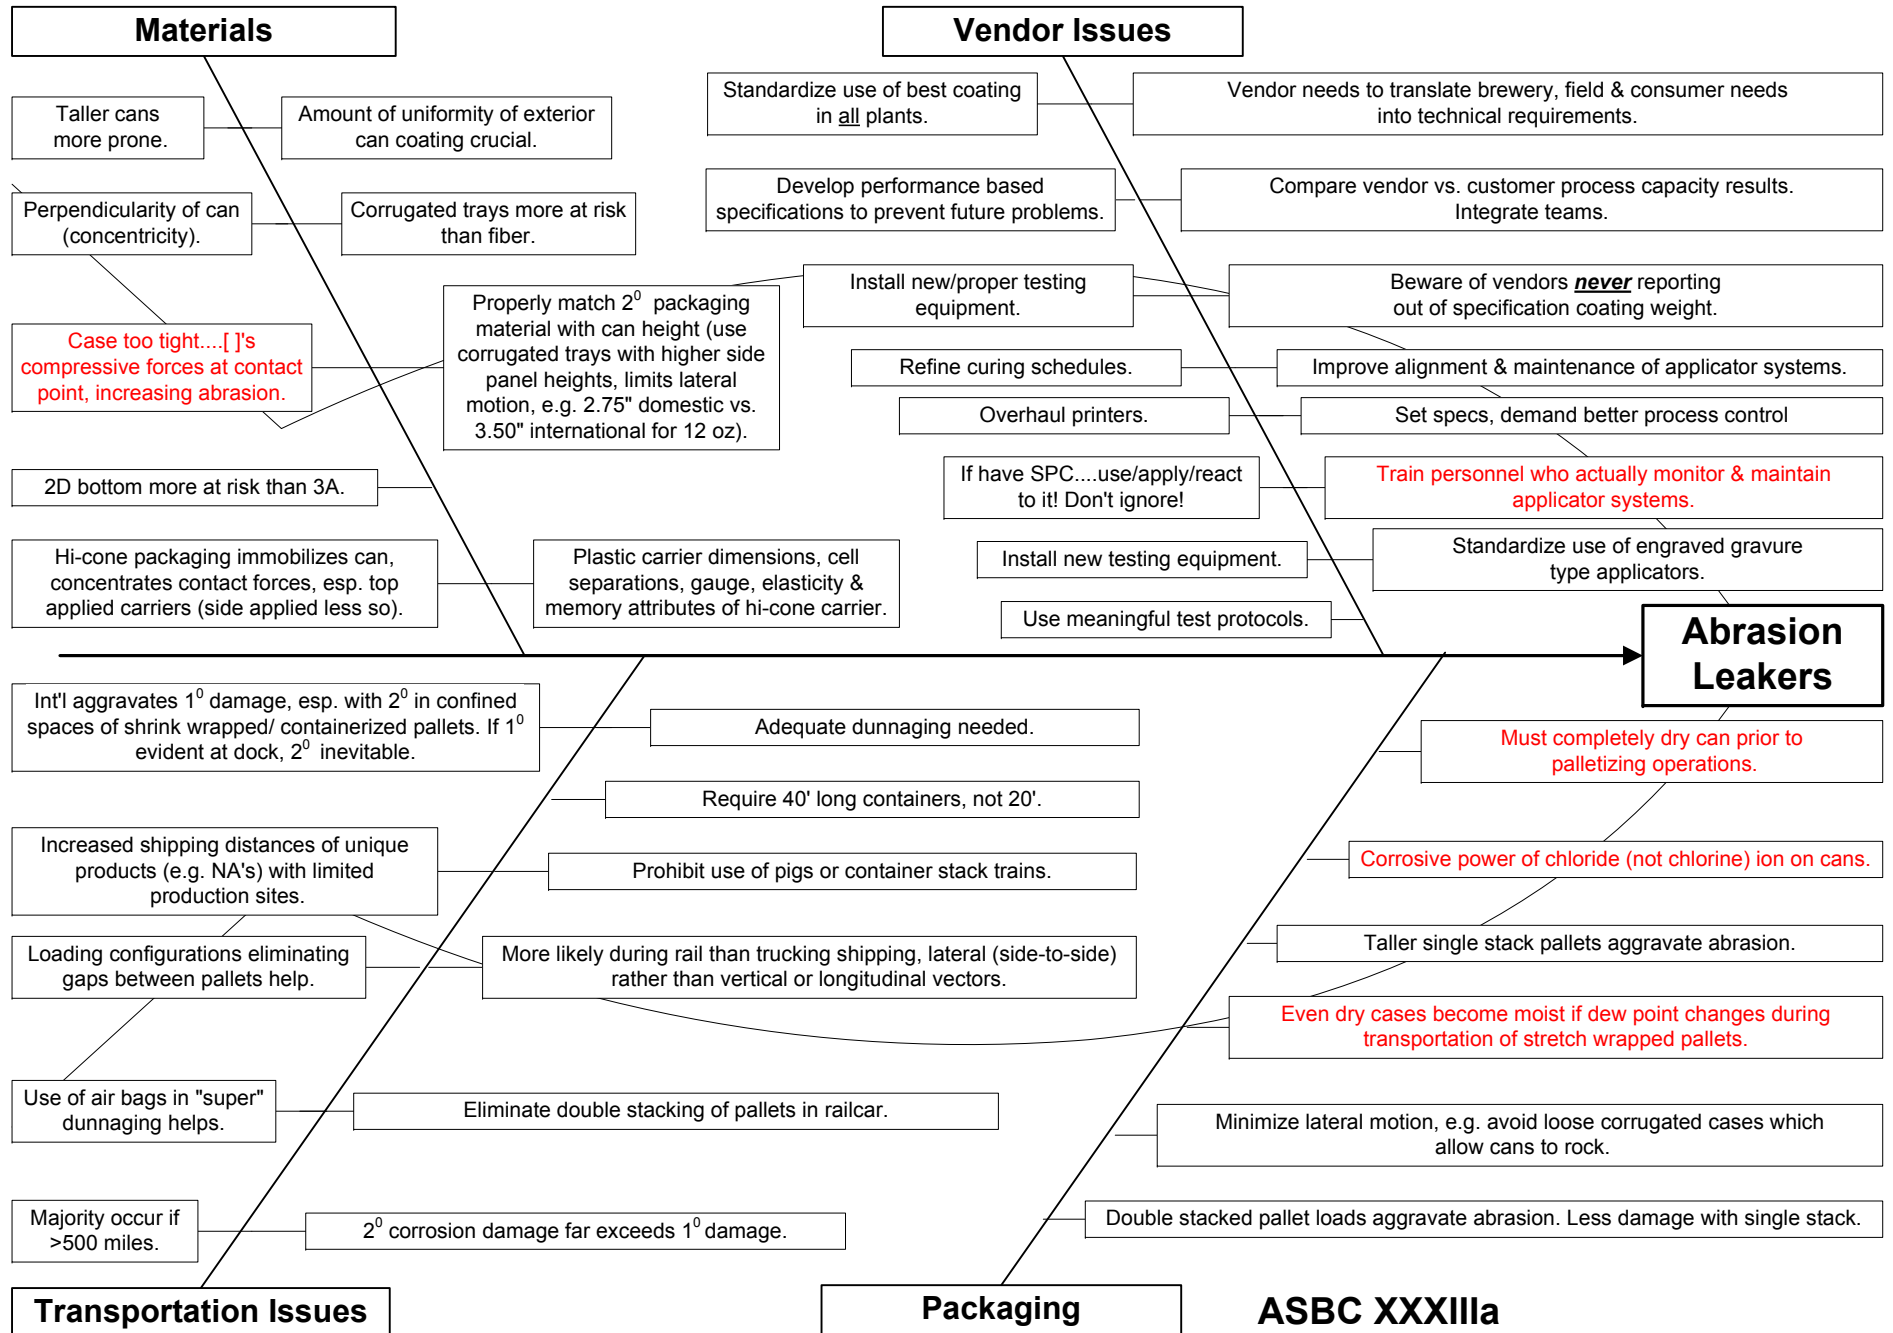 Materials
Vendor Issues
Taller cans
more prone.
Amount of uniformity of exterior
can coating crucial.
Standardize use of best coating
in all plants.
Vendor needs to translate brewery, field & consumer needs
into technical requirements.
Perpendicularity of can
(concentricity).
Corrugated trays more at risk
than fiber.
Develop performance based
specifications to prevent future problems.
Compare vendor vs. customer process capacity results.
Integrate teams.
Case too tight....[ ]'s
compressive forces at contact
point, increasing abrasion.
Properly match 2⁰ packaging
material with can height (use
corrugated trays with higher side
panel heights, limits lateral
motion, e.g. 2.75" domestic vs.
3.50" international for 12 oz).
Install new/proper testing
equipment.
Beware of vendors never reporting
out of specification coating weight.
Refine curing schedules.
Improve alignment & maintenance of applicator systems.
Overhaul printers.
Set specs, demand better process control
2D bottom more at risk than 3A.
If have SPC....use/apply/react
to it! Don't ignore!
Train personnel who actually monitor & maintain
applicator systems.
Hi-cone packaging immobilizes can,
concentrates contact forces, esp. top
applied carriers (side applied less so).
Plastic carrier dimensions, cell
separations, gauge, elasticity &
memory attributes of hi-cone carrier.
Install new testing equipment.
Standardize use of engraved gravure
type applicators.
Use meaningful test protocols.
Abrasion
Leakers
Int'l aggravates 1⁰ damage, esp. with 2⁰ in confined
spaces of shrink wrapped/ containerized pallets. If 1⁰
evident at dock, 2⁰ inevitable.
Adequate dunnaging needed.
Must completely dry can prior to
palletizing operations.
Require 40' long containers, not 20'.
Increased shipping distances of unique
products (e.g. NA's) with limited
production sites.
Prohibit use of pigs or container stack trains.
Corrosive power of chloride (not chlorine) ion on cans.
Loading configurations eliminating
gaps between pallets help.
More likely during rail than trucking shipping, lateral (side-to-side)
rather than vertical or longitudinal vectors.
Taller single stack pallets aggravate abrasion.
Even dry cases become moist if dew point changes during
transportation of stretch wrapped pallets.
Use of air bags in "super"
dunnaging helps.
Eliminate double stacking of pallets in railcar.
Minimize lateral motion, e.g. avoid loose corrugated cases which
allow cans to rock.
Majority occur if
>500 miles.
2⁰ corrosion damage far exceeds 1⁰ damage.
Double stacked pallet loads aggravate abrasion. Less damage with single stack.
Transportation Issues
Packaging
ASBC XXXIIIa